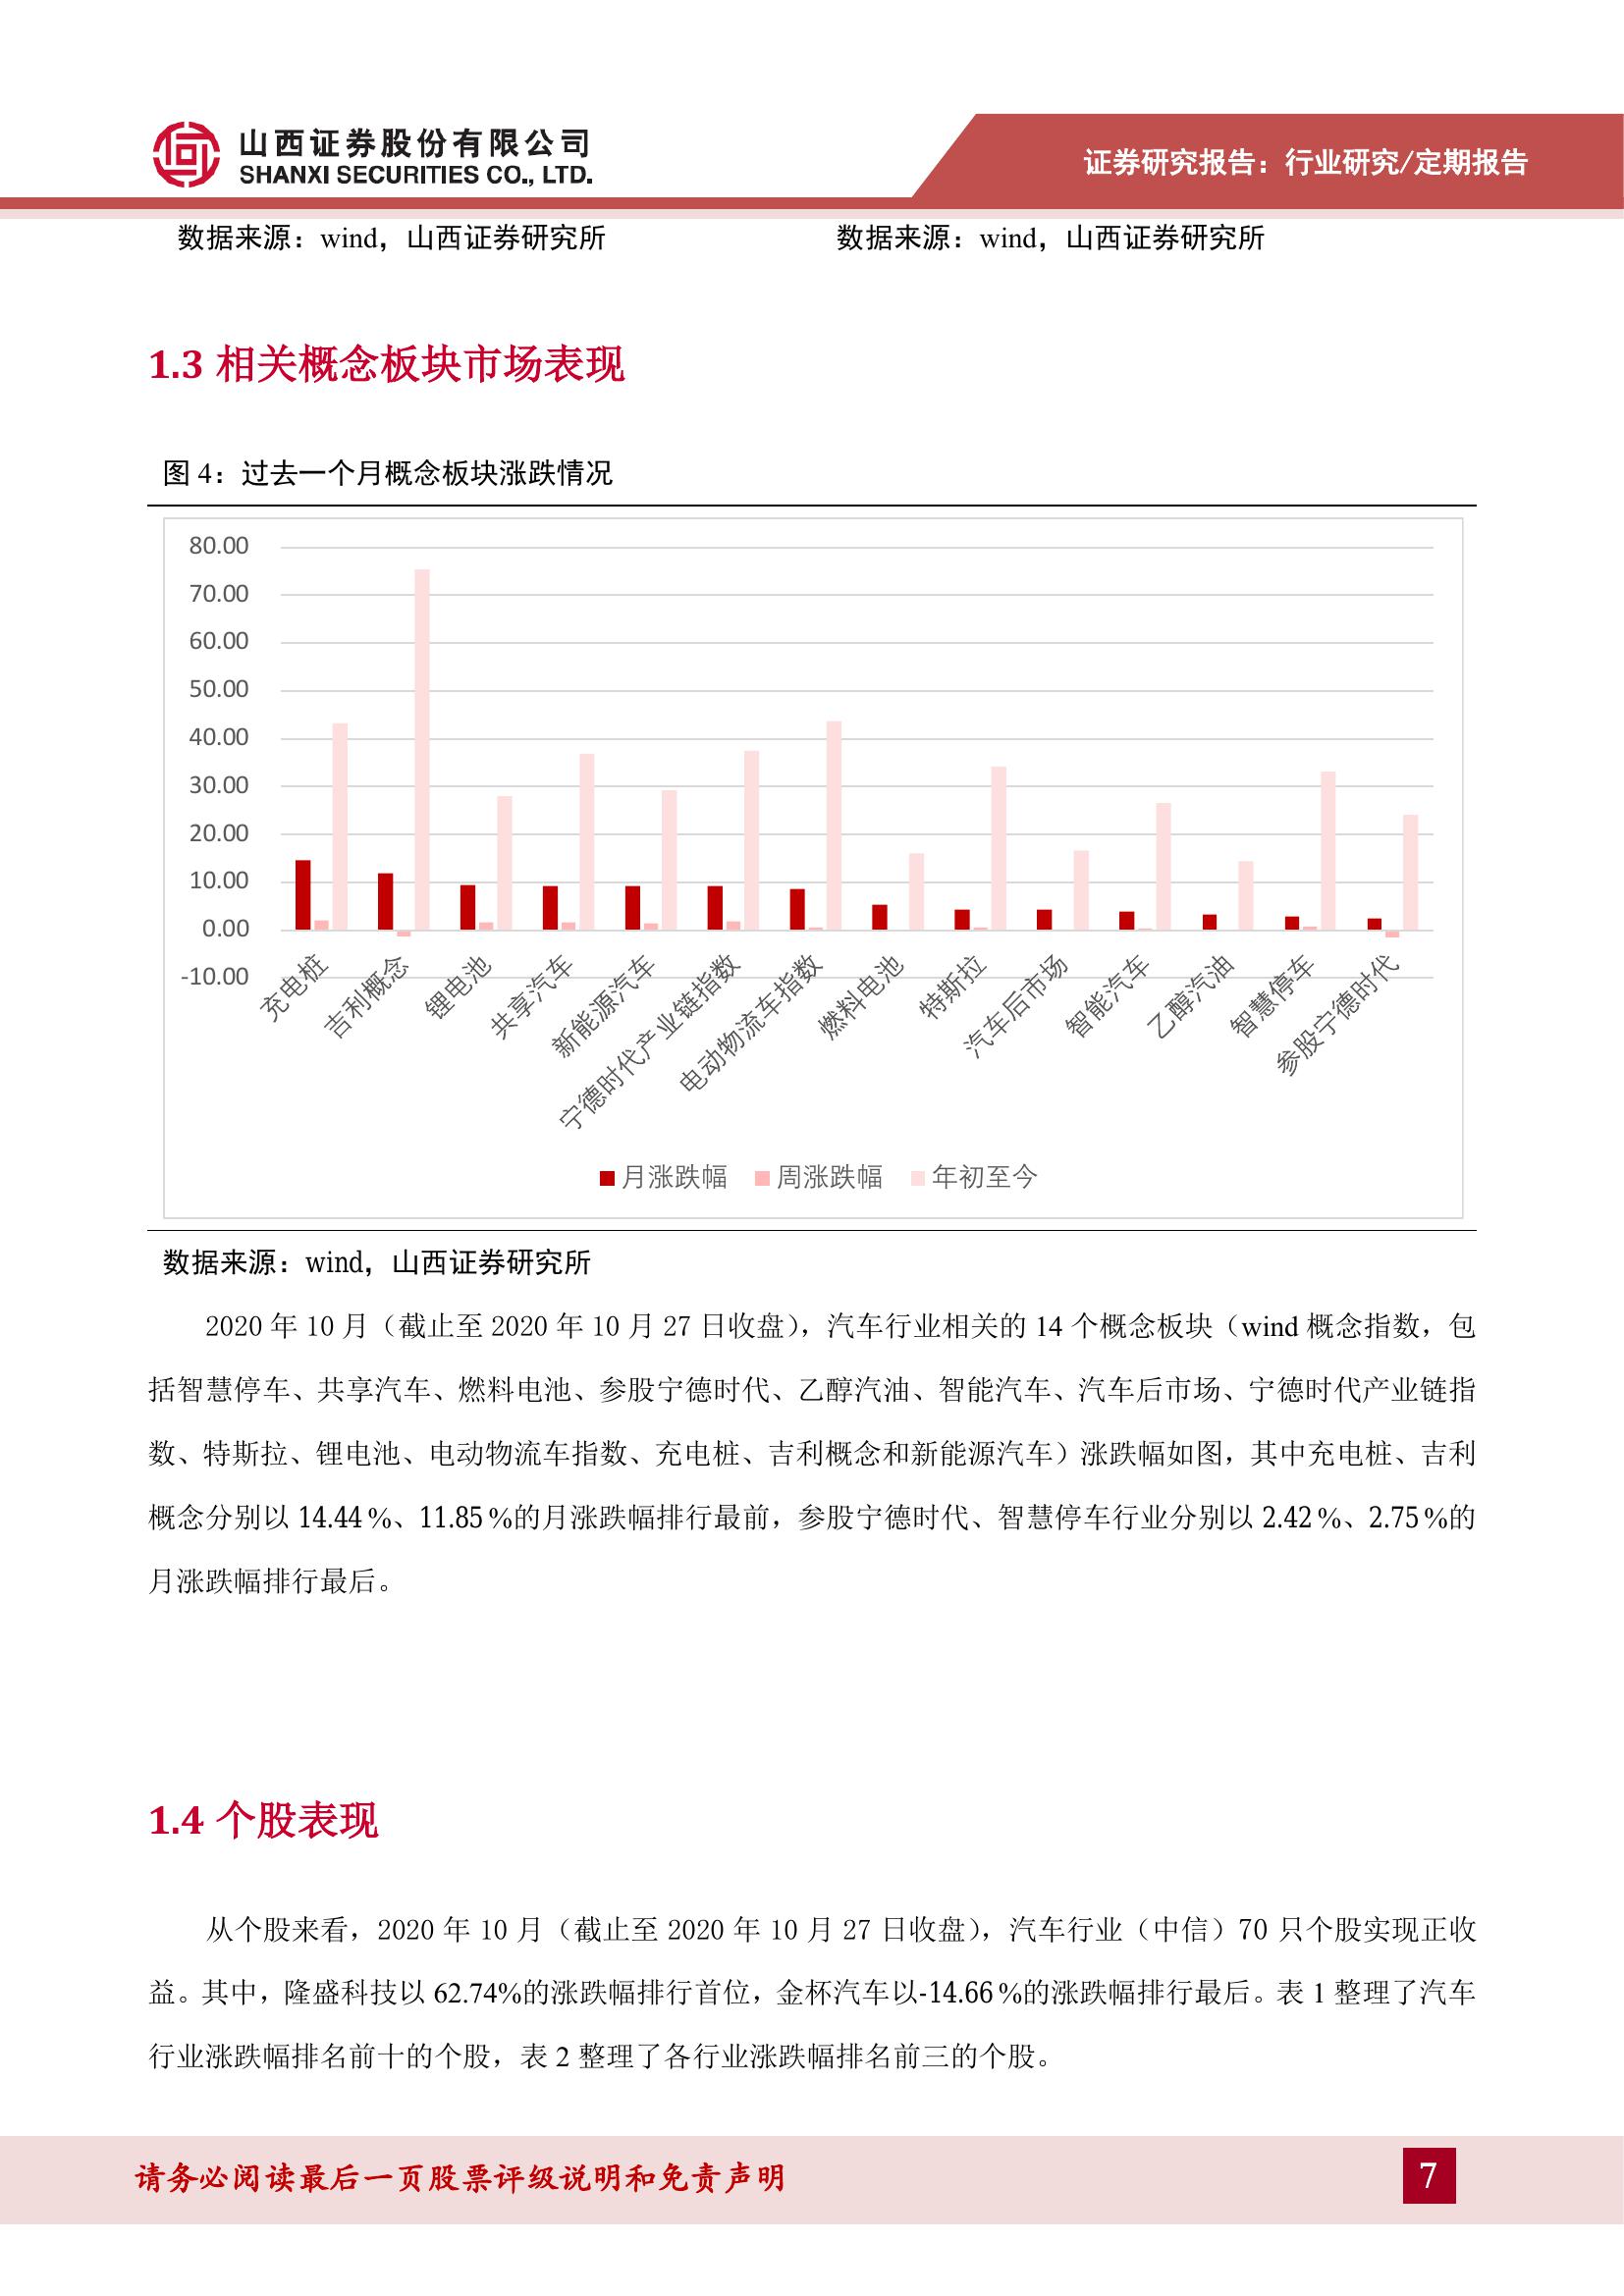 山西证券股份有限公司
SHANXI SECURITIES CO., LTD.
证券研究报告：行业研究/定期报告
数据来源：wind，山西证券研究所
数据来源：wind，山西证券研究所
1.3 相关概念板块市场表现
图 4：过去一个月概念板块涨跌情况
80.00
70.00
60.00
50.00
40.00
30.00
20.00
10.00
0.00
-10.00
充电桩
吉利概念
锂电池
共享汽车
新能源汽车
宁德时代产业链指数
电动物流车指数
燃料电池
特斯拉
汽车后市场
智能汽车
乙醇汽油
智慧停车
参股宁德时代
月涨跌幅 周涨跌幅 年初至今
数据来源：wind，山西证券研究所
2020 年 10 月（截止至 2020 年 10 月 27 日收盘），汽车行业相关的 14 个概念板块（wind 概念指数，包
括智慧停车、共享汽车、燃料电池、参股宁德时代、乙醇汽油、智能汽车、汽车后市场、宁德时代产业链指
数、特斯拉、锂电池、电动物流车指数、充电桩、吉利概念和新能源汽车）涨跌幅如图，其中充电桩、吉利
概念分别以 14.44%、11.85%的月涨跌幅排行最前，参股宁德时代、智慧停车行业分别以 2.42%、2.75%的
月涨跌幅排行最后。
1.4 个股表现
从个股来看，2020 年 10 月（截止至 2020 年 10 月 27 日收盘），汽车行业（中信）70 只个股实现正收
益。其中，隆盛科技以 62.74%的涨跌幅排行首位，金杯汽车以-14.66%的涨跌幅排行最后。表 1 整理了汽车
行业涨跌幅排名前十的个股，表 2 整理了各行业涨跌幅排名前三的个股。
请务必阅读最后一页股票评级说明和免责声明
7